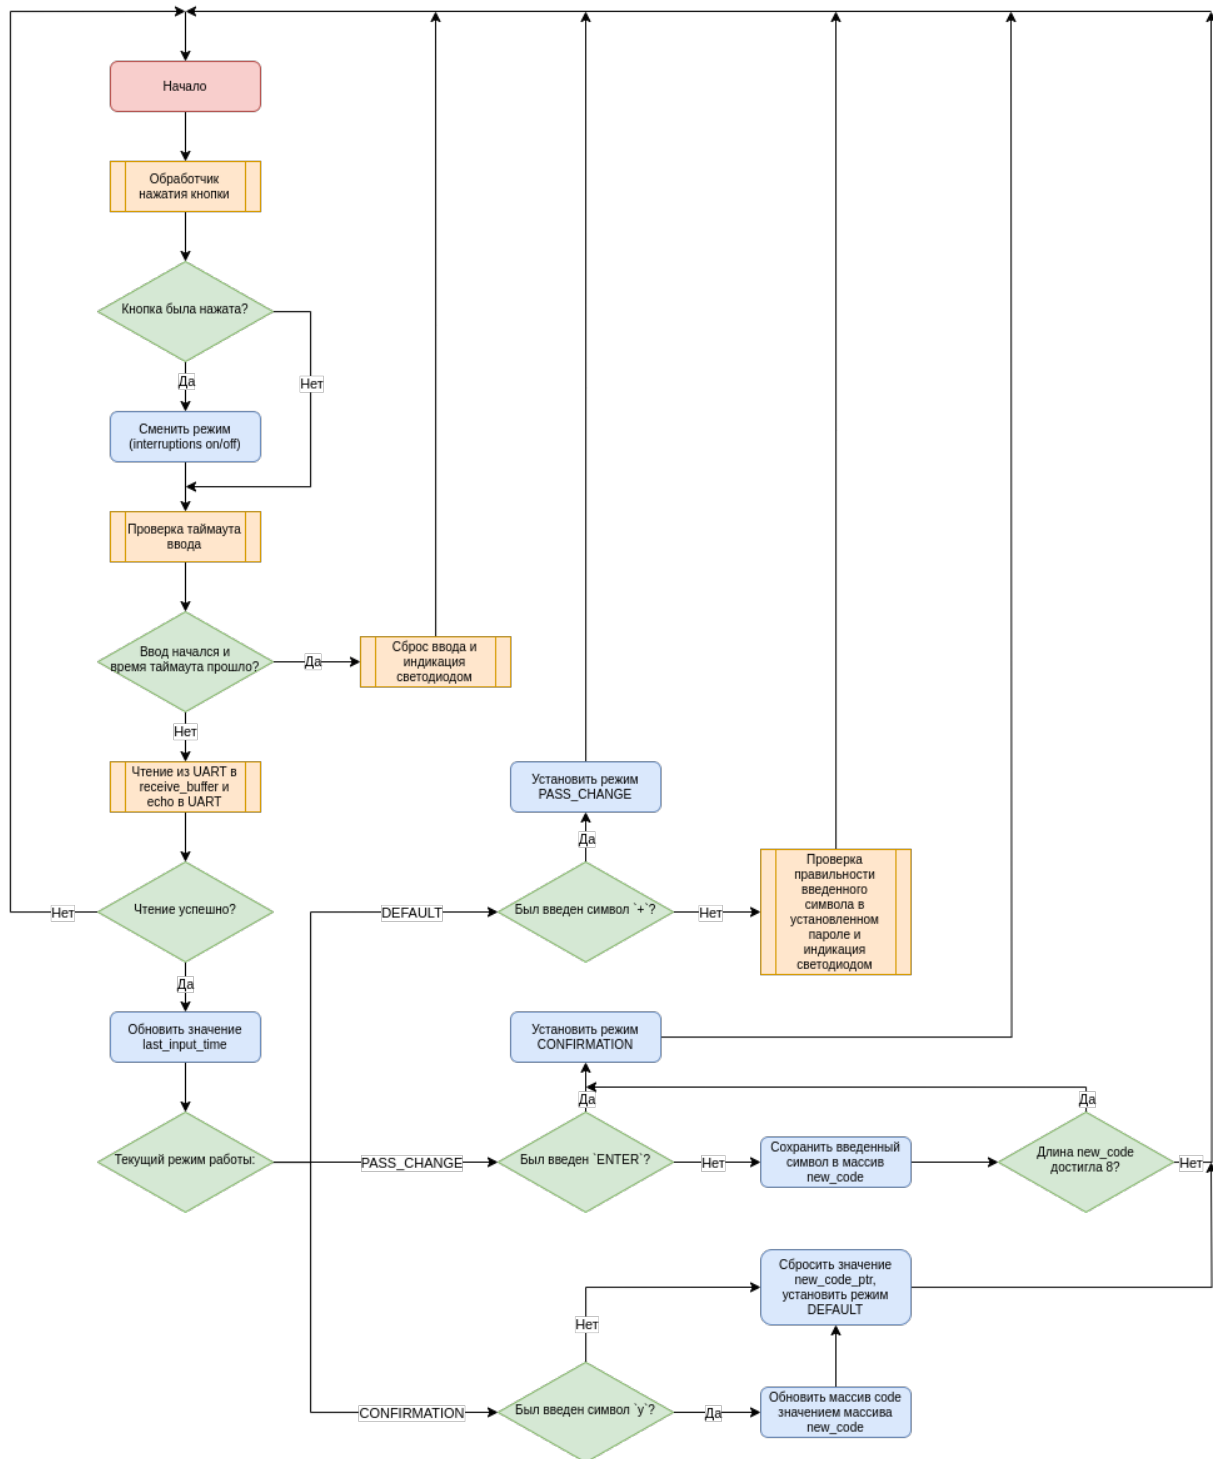 Начало
Обработчик
нажатия кнопки
Кнопка была нажата?
Да
Нет
Сменить режим
(interruptions on/off)
Проверка таймаута
ввода
Ввод начался и
время таймаута прошло?
Да
Сброс ввода и
индикация
светодиодом
Нет
Чтение из UART в
receive_buffer и
echo в UART
Чтение успешно?
Нет
Да
Обновить значение
last_input_time
Текущий режим работы:
DEFAULT
Был введен символ `+`?
Да
Установить режим
PASS_CHANGE
Нет
Проверка
правильности
введенного
символа в
установленном
пароле и
индикация
светодиодом
PASS_CHANGE
Был введен `ENTER`?
Да
Установить режим
CONFIRMATION
Нет
Сохранить введенный
символ в массив
new_code
Длина new_code
достигла 8?
Да
Нет
CONFIRMATION
Был введен символ `y`?
Нет
Сбросить значение
new_code_ptr,
установить режим
DEFAULT
Да
Обновить массив code
значением массива
new_code